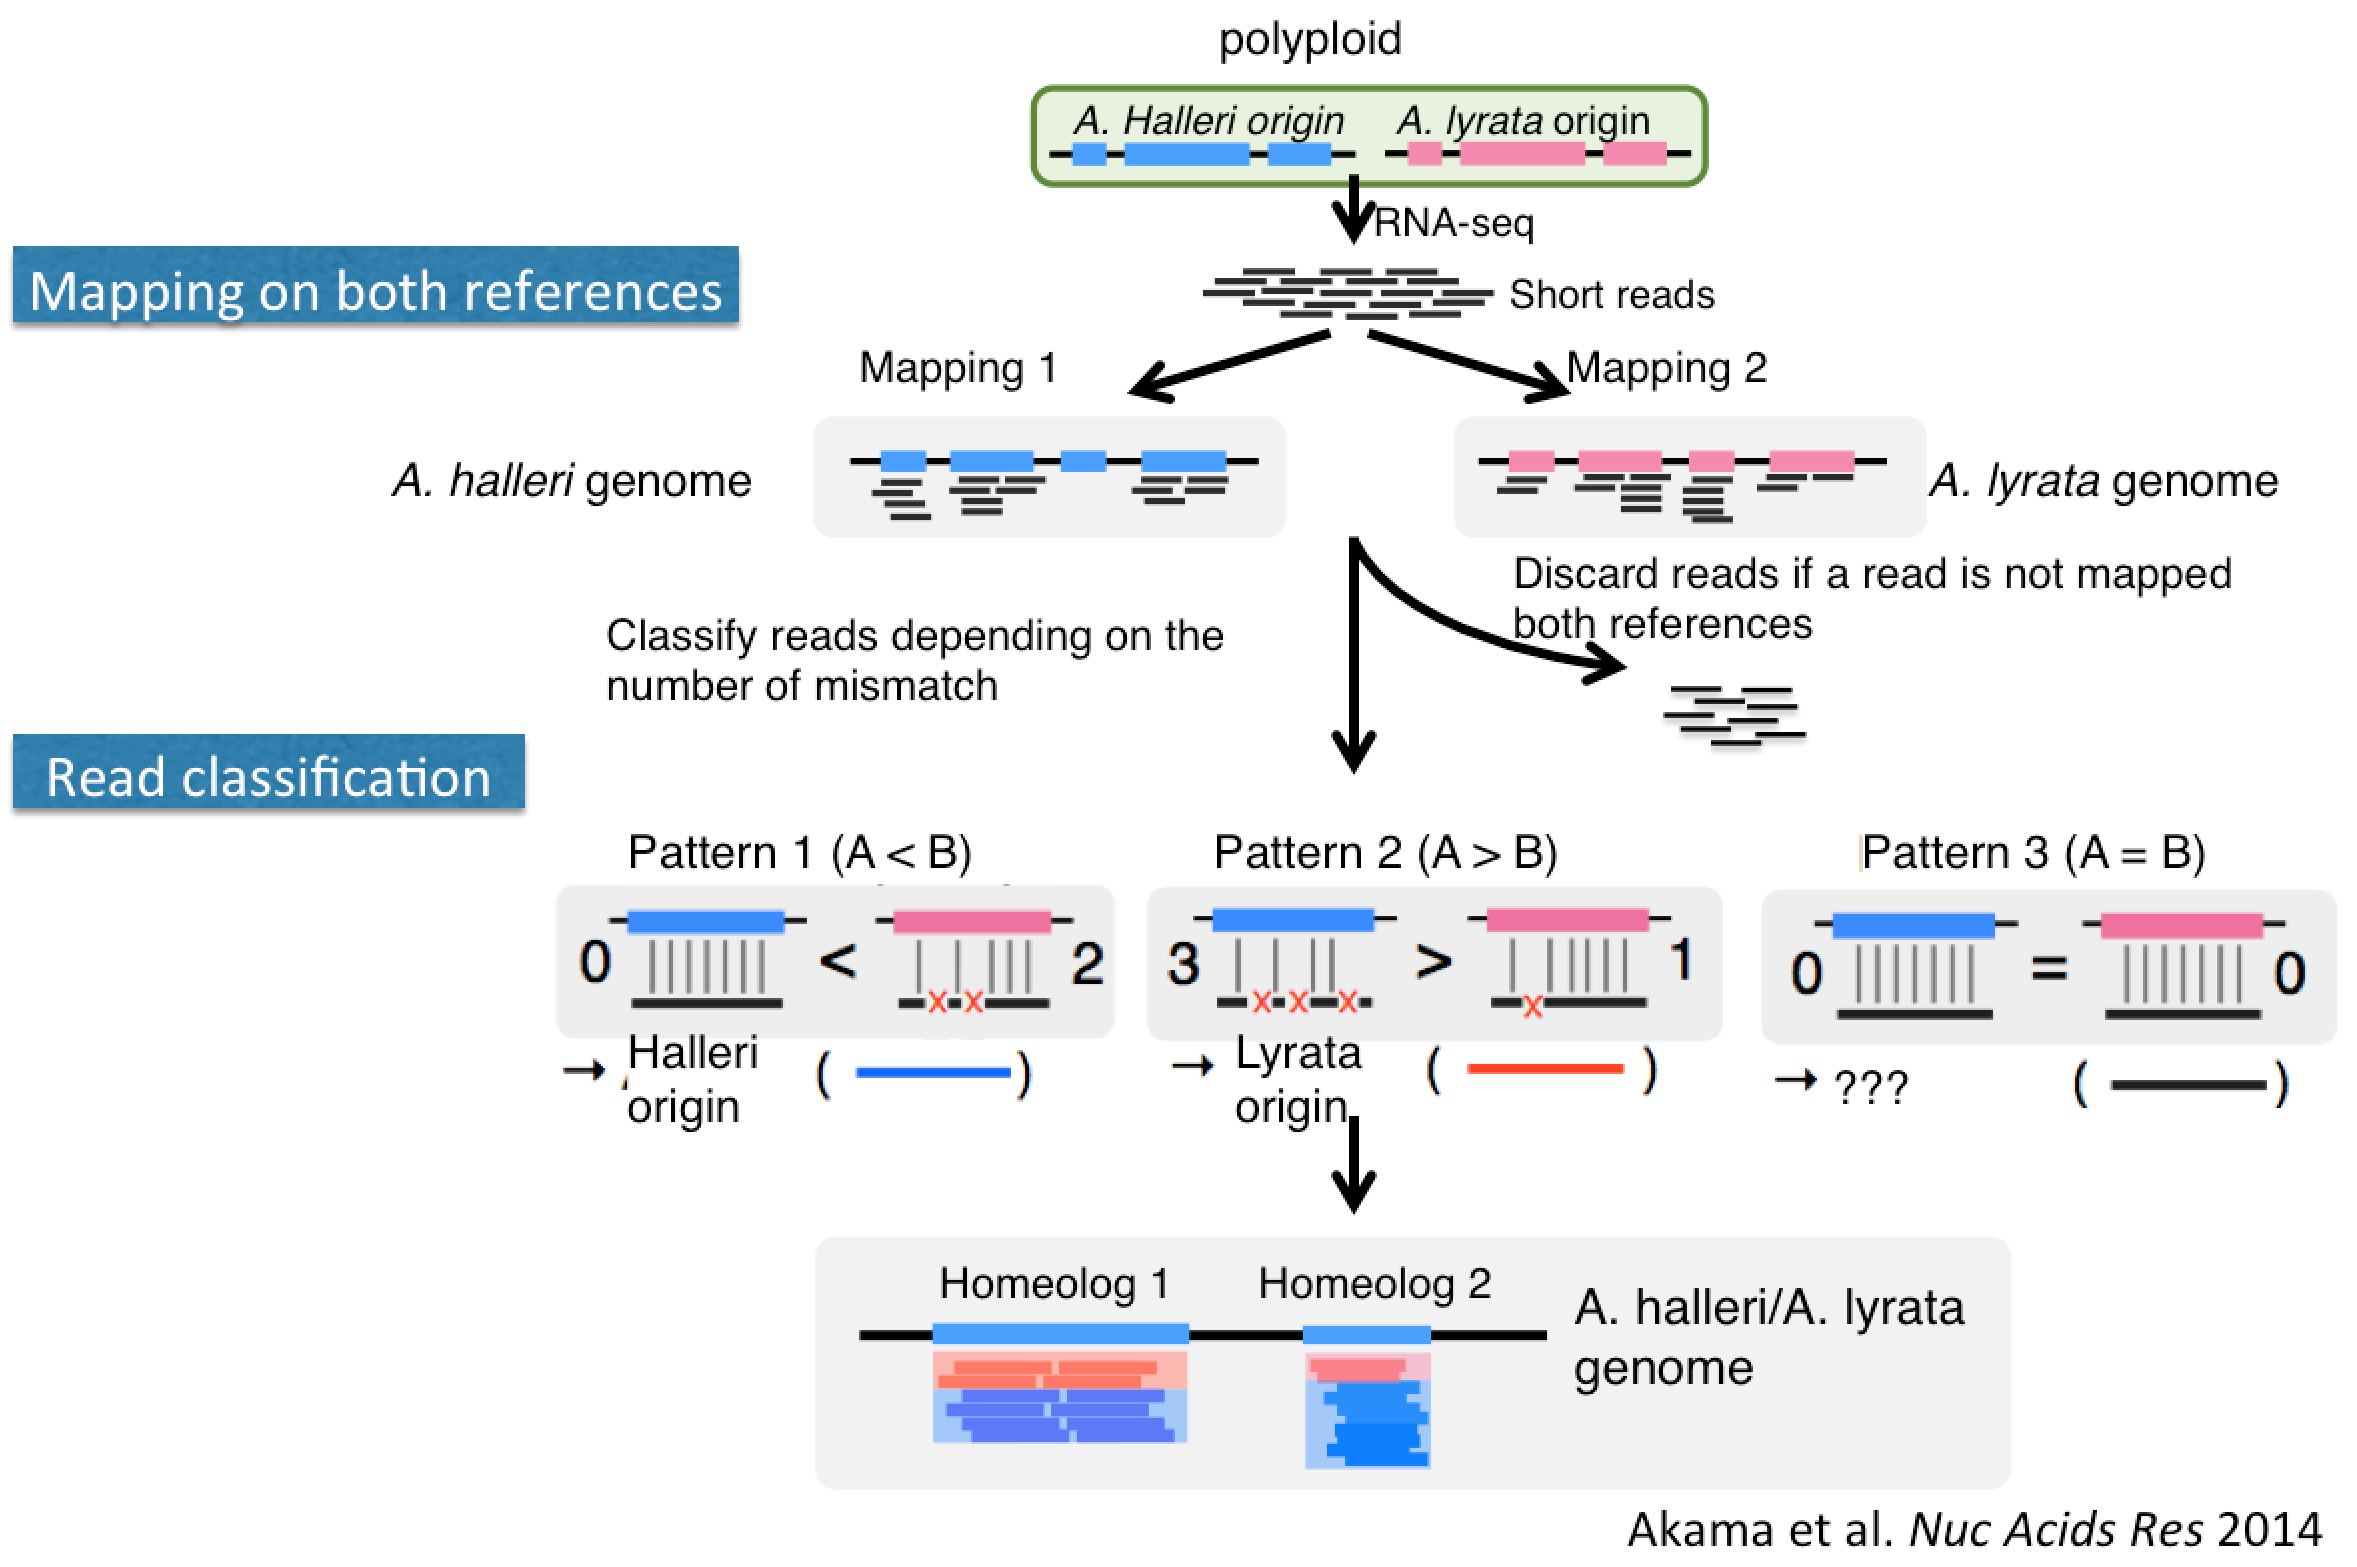 polyploid
A. Halleri origin
A. lyrata origin
RNA-seq
Mapping on both references
Short reads
Mapping 1
Mapping 2
A. halleri genome
A. lyrata genome
Discard reads if a read is not mapped
both references
Classify reads depending on the
number of mismatch
Read classification
Pattern 1 (A < B)
Pattern 2 (A > B)
Pattern 3 (A = B)
0 < x x 2
3 x x x > x 1
0 = 0
→ Halleri
origin
( )
→ Lyrata
origin
( )
→ ???
( )
Homeolog 1
Homeolog 2
A. halleri/A. lyrata
genome
Akama et al. Nuc Acids Res 2014